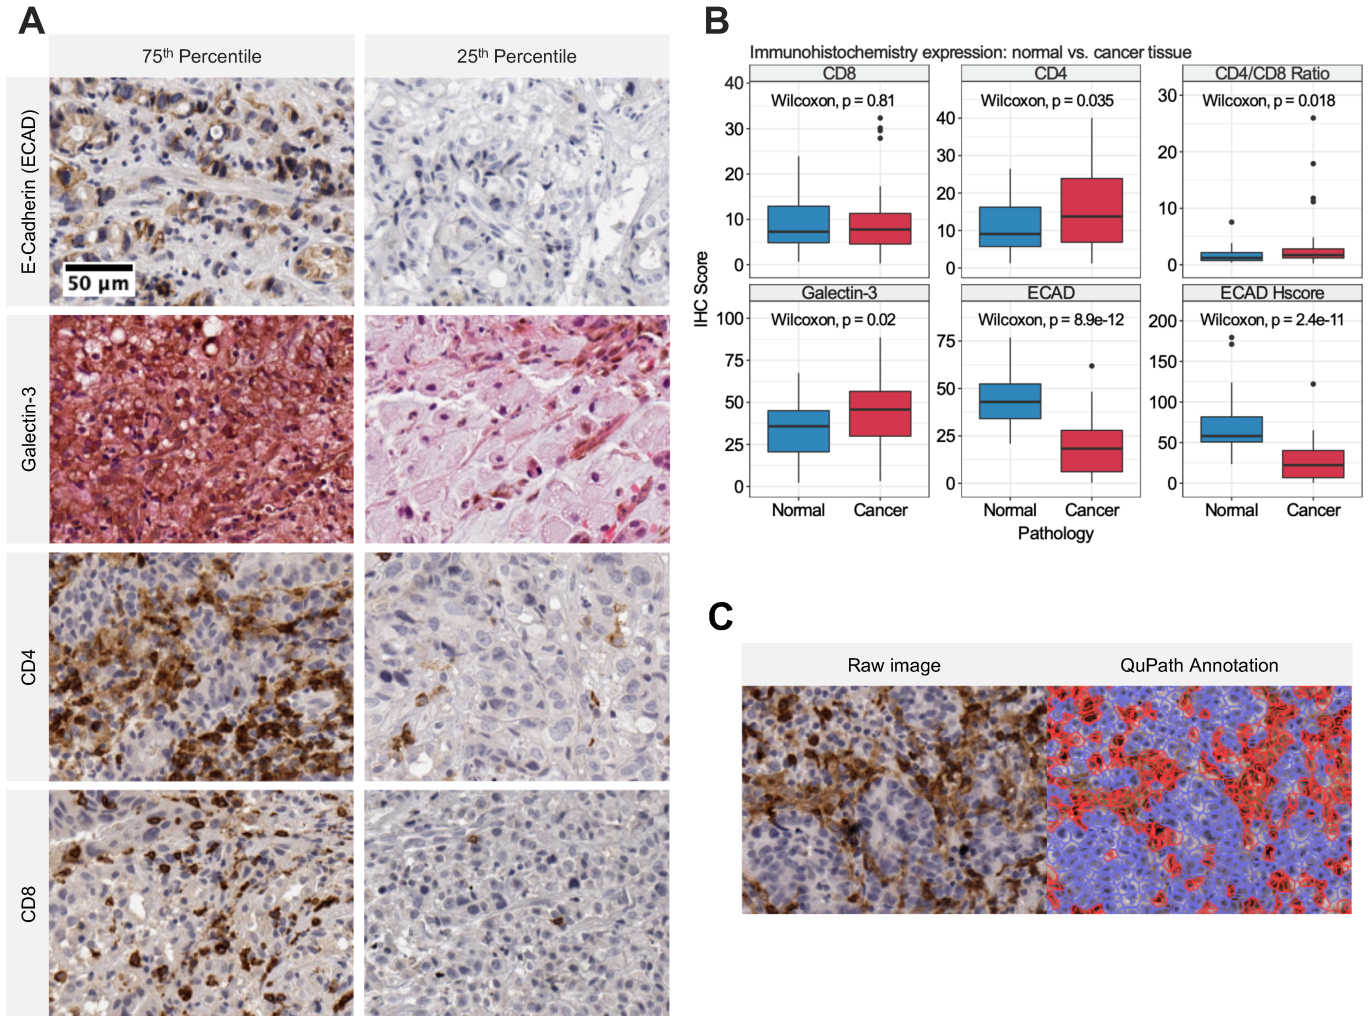 A
75th Percentile
25th Percentile
E-Cadherin (ECAD)
50 µm
Galectin-3
CD4
CD8
B
Immunohistochemistry expression: normal vs. cancer tissue
IHC Score
CD8
Wilcoxon, p = 0.81
40
30
20
10
0
CD4
Wilcoxon, p = 0.035
40
30
20
10
0
CD4/CD8 Ratio
Wilcoxon, p = 0.018
30
20
10
0
Galectin-3
Wilcoxon, p = 0.02
100
75
50
25
0
Normal
Cancer
ECAD
Wilcoxon, p = 8.9e-12
75
50
25
0
Normal
Cancer
ECAD Hscore
Wilcoxon, p = 2.4e-11
200
150
100
50
0
Normal
Cancer
Pathology
C
Raw image
QuPath Annotation